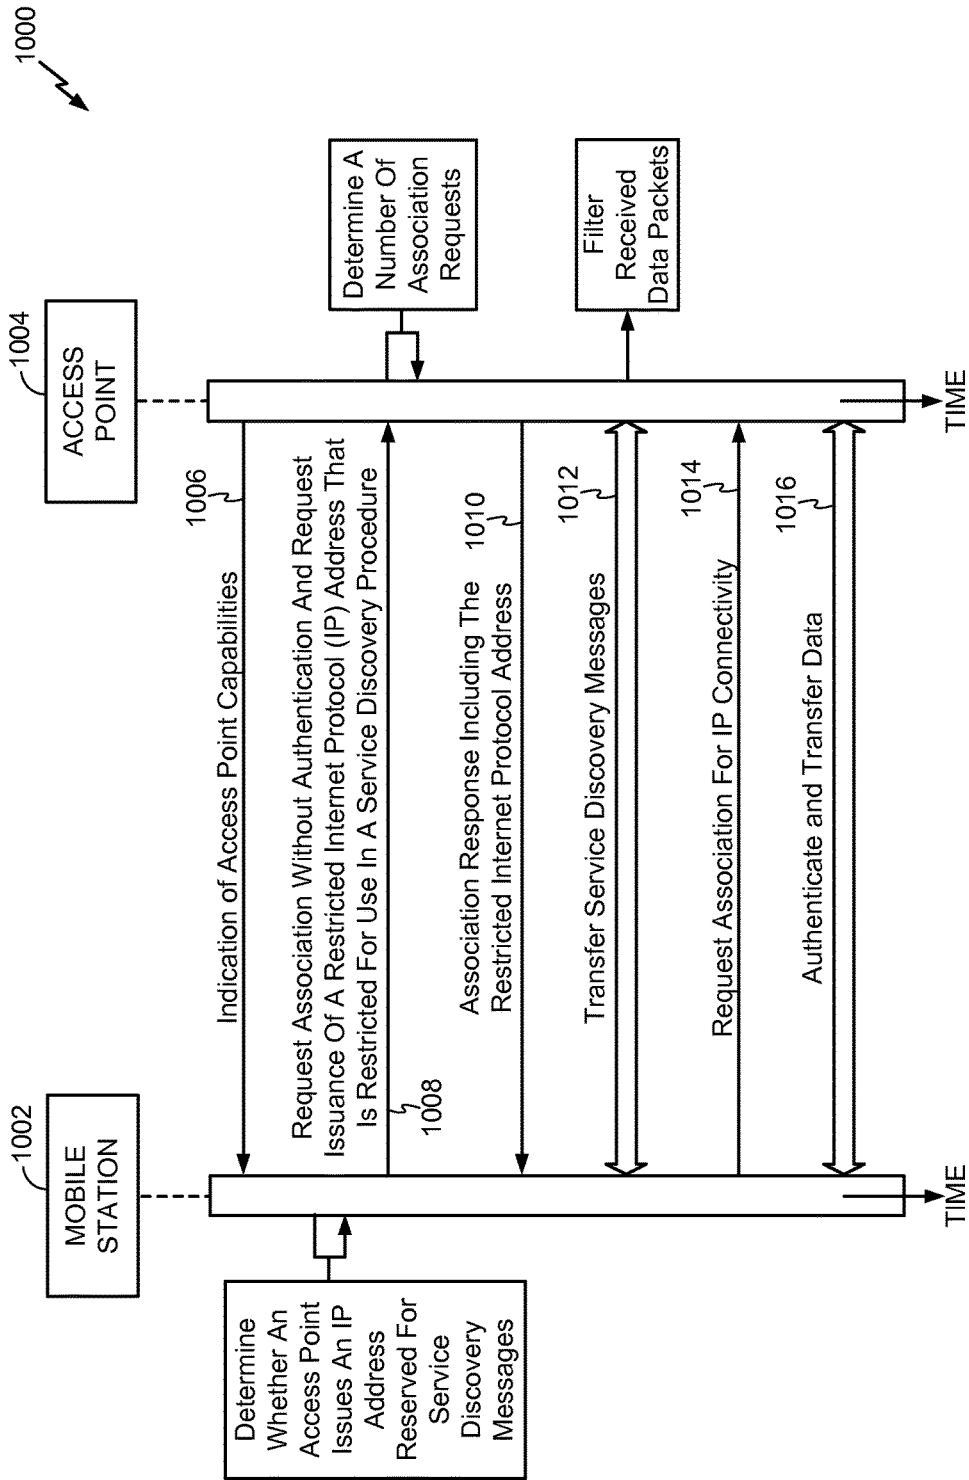 1000
1002
MOBILE
STATION
1004
ACCESS
POINT
Indication of Access Point Capabilities
1006
Determine
Whether An
Access Point
Issues An IP
Address
Reserved For
Service
Discovery
Messages
Request Association Without Authentication And Request
Issuance Of A Restricted Internet Protocol (IP) Address That
Is Restricted For Use In A Service Discovery Procedure
1008
Determine A
Number Of
Association
Requests
Association Response Including The
Restricted Internet Protocol Address
1010
Transfer Service Discovery Messages
1012
Filter
Received
Data Packets
Request Association For IP Connectivity
1014
Authenticate and Transfer Data
1016
TIME
TIME